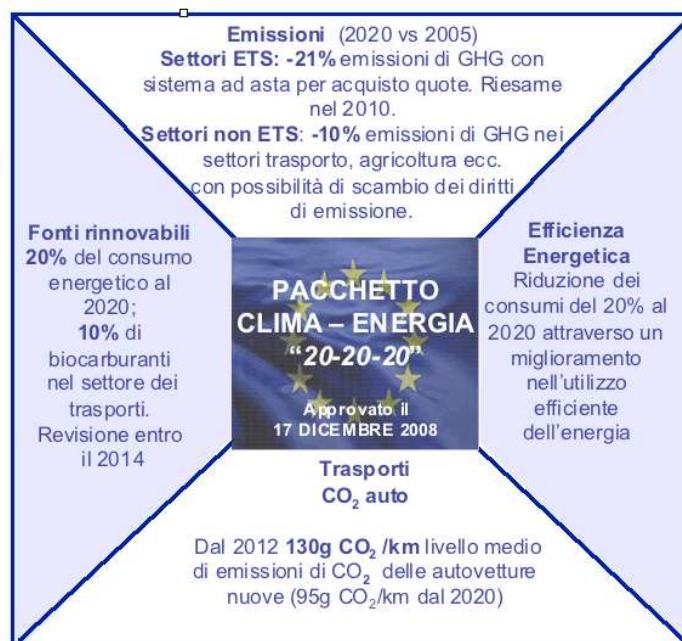 Emissioni (2020 vs 2005)
Settori ETS: -21% emissioni di GHG con
sistema ad asta per acquisto quote. Riesame
nel 2010.
Settori non ETS: -10% emissioni di GHG nei
settori trasporto, agricoltura ecc.
con possibilità di scambio dei diritti
di emissione.
Fonti rinnovabili
20% del consumo
energetico al
2020;
10% di
biocarburanti
nel settore dei
trasporti.
Revisione entro
il 2014
PACCHETTO
CLIMA – ENERGIA
“20-20-20”
Approvato il
17 DICEMBRE 2008
Efficienza
Energetica
Riduzione dei
consumi del 20% al
2020 attraverso un
miglioramento
nell'utilizzo
efficiente
dell'energia
Trasporti
CO₂ auto
Dal 2012 130g CO₂ /km livello medio
di emissioni di CO₂ delle autovetture
nuove (95g CO₂/km dal 2020)